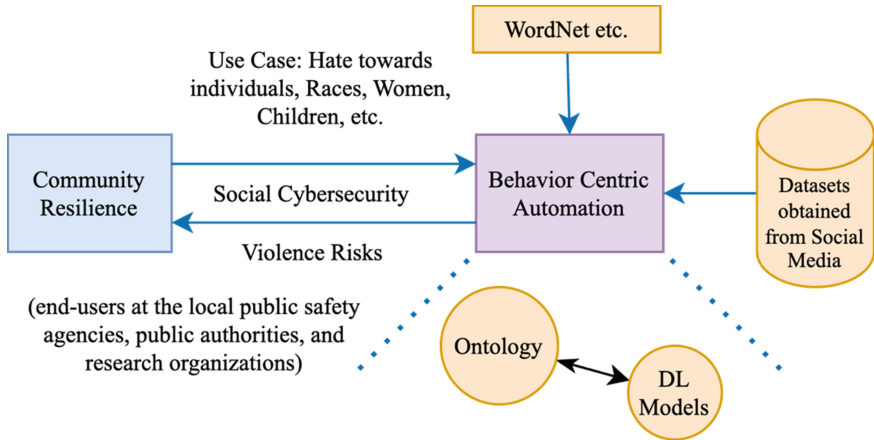 WordNet etc.
Use Case: Hate towards
individuals, Races, Women,
Children, etc.
Community
Resilience
Social Cybersecurity
Behavior Centric
Automation
Datasets
obtained
from Social
Media
Violence Risks
(end-users at the local public safety
agencies, public authorities, and
research organizations)
Ontology
DL
Models